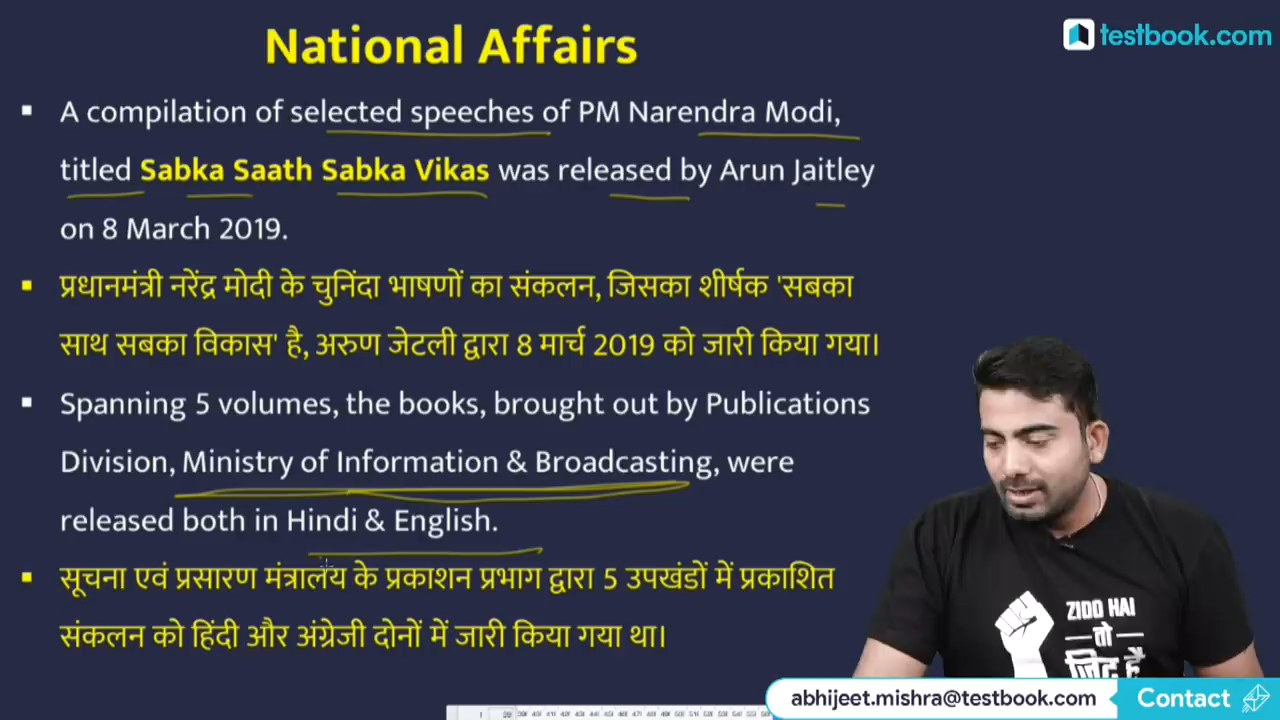 National Affairs
testbook.com
▪ A compilation of selected speeches of PM Narendra Modi,
titled Sabka Saath Sabka Vikas was released by Arun Jaitley
on 8 March 2019.
▪ प्रधानमंत्री नरेंद्र मोदी के चुनिंदा भाषणों का संकलन, जिसका शीर्षक 'सबका
साथ सबका विकास' है, अरुण जेटली द्वारा 8 मार्च 2019 को जारी किया गया।
▪ Spanning 5 volumes, the books, brought out by Publications
Division, Ministry of Information & Broadcasting, were
released both in Hindi & English.
▪ सूचना एवं प्रसारण मंत्रालय के प्रकाशन प्रभाग द्वारा 5 उपखंडों में प्रकाशित
संकलन को हिंदी और अंग्रेजी दोनों में जारी किया गया था।
ZIDD HAI
तो
ज़िद है
abhijeet.mishra@testbook.com Contact